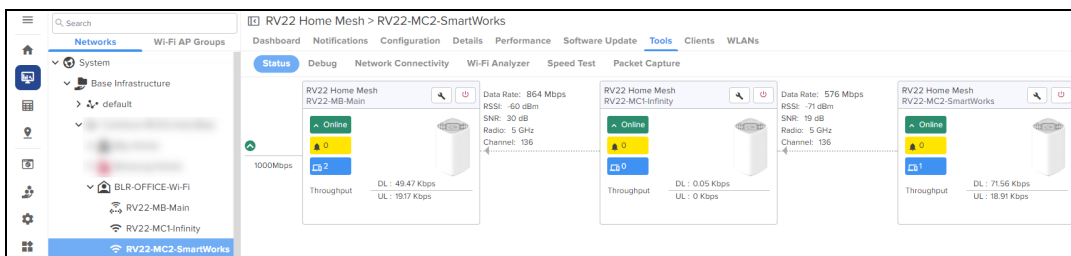 Search
Networks
Wi-Fi AP Groups
System
Base Infrastructure
default
BLR-OFFICE-Wi-Fi
RV22-MB-Main
RV22-MC1-Infinity
RV22-MC2-SmartWorks
RV22 Home Mesh > RV22-MC2-SmartWorks
Dashboard Notifications Configuration Details Performance Software Update Tools Clients WLANs
Status Debug Network Connectivity Wi-Fi Analyzer Speed Test Packet Capture
1000Mbps
RV22 Home Mesh
RV22-MB-Main
Online
0
2
Throughput
DL : 49.47 Kbps
UL : 19.17 Kbps
Data Rate: 864 Mbps
RSSI: -60 dBm
SNR: 30 dB
Radio: 5 GHz
Channel: 136
RV22 Home Mesh
RV22-MC1-Infinity
Online
0
0
Throughput
DL : 0.05 Kbps
UL : 0 Kbps
Data Rate: 576 Mbps
RSSI: -71 dBm
SNR: 19 dB
Radio: 5 GHz
Channel: 136
RV22 Home Mesh
RV22-MC2-SmartWorks
Online
0
1
Throughput
DL : 71.56 Kbps
UL : 18.91 Kbps